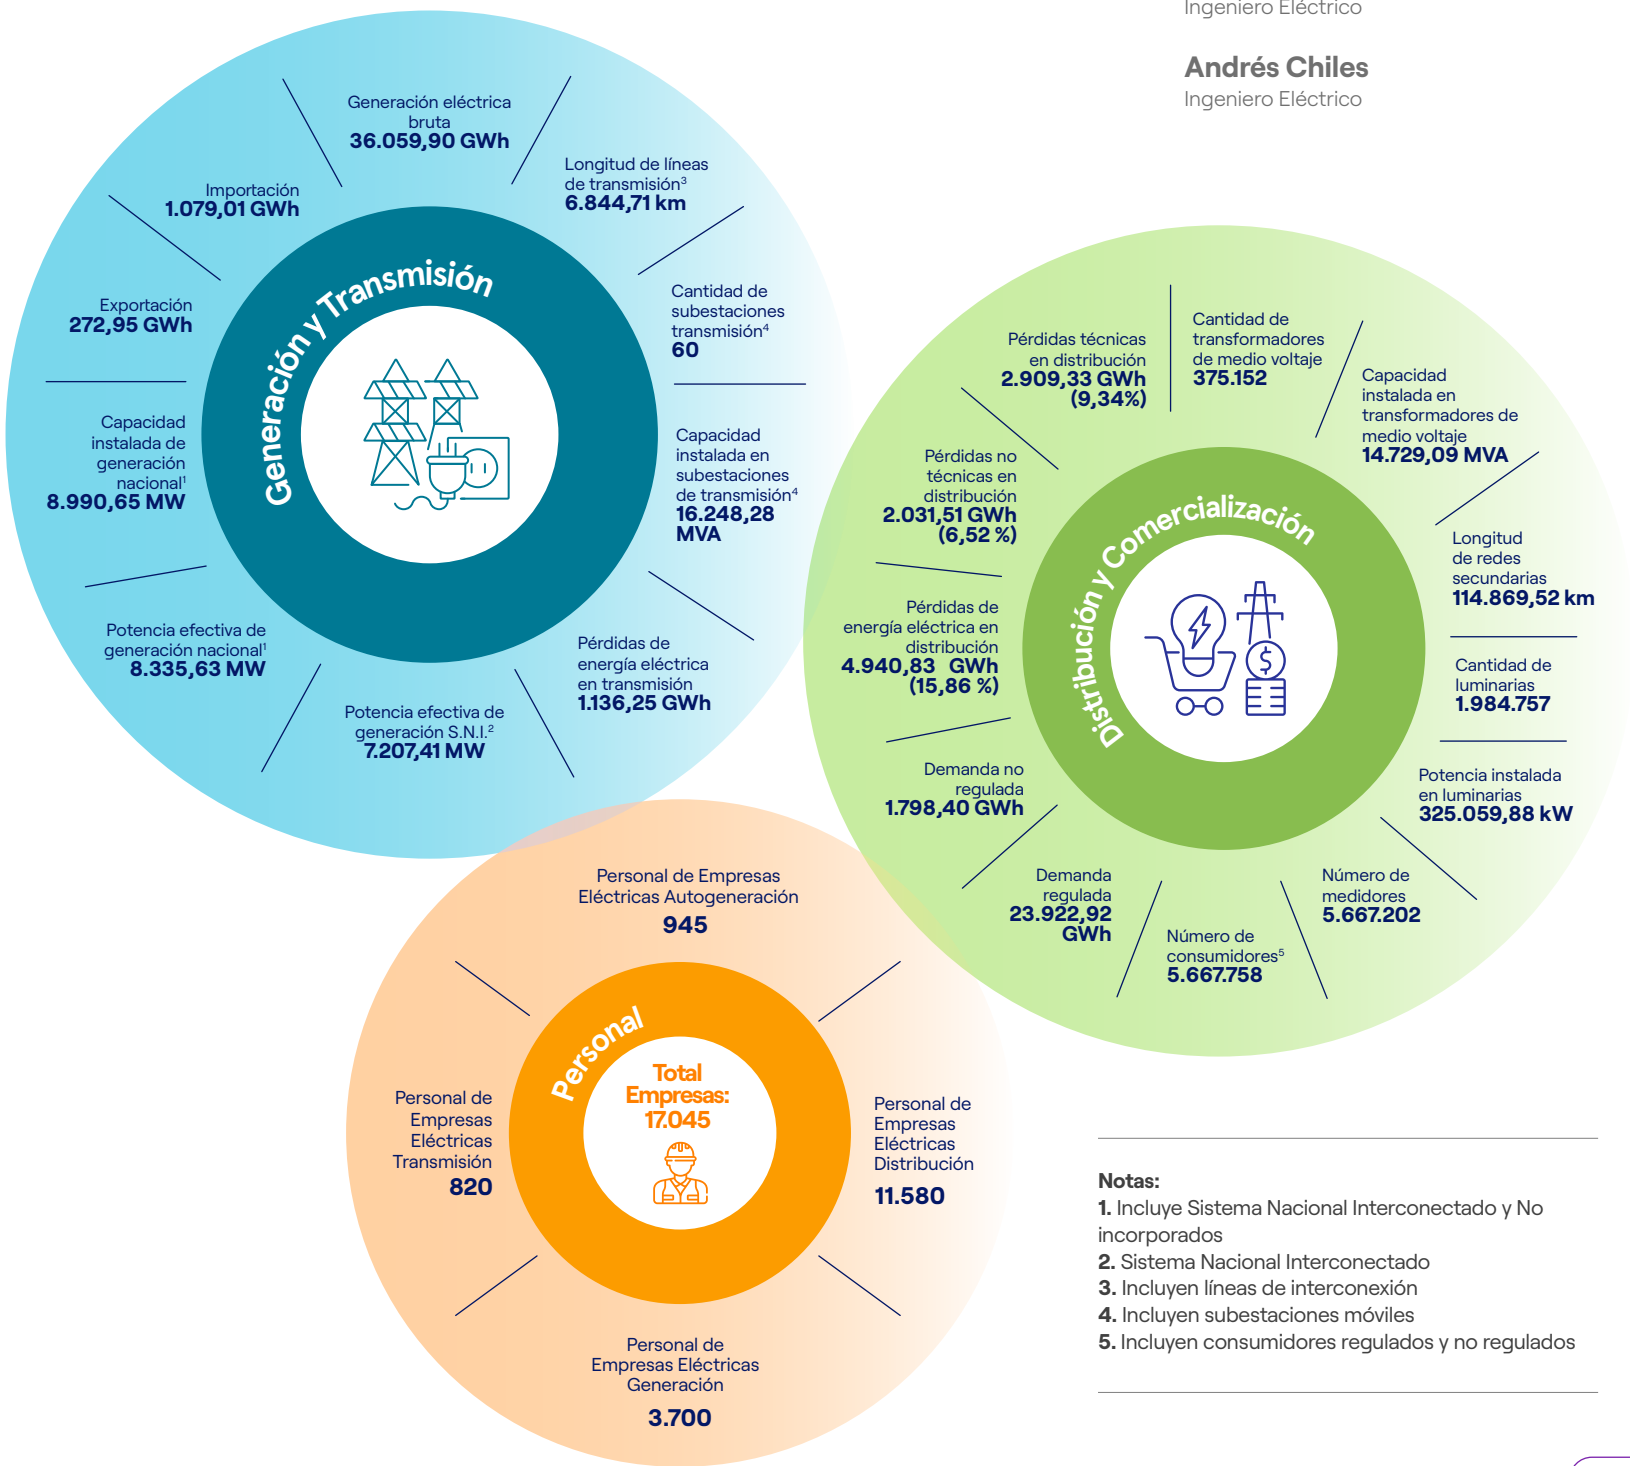 Ingeniero Eléctrico
Andrés Chiles
Ingeniero Eléctrico
Generación y Transmisión
Generación eléctrica
bruta
36.059,90 GWh
Longitud de líneas
de transmisión³
6.844,71 km
Cantidad de
subestaciones
transmisión⁴
60
Capacidad
instalada en
subestaciones
de transmisión⁴
16.248,28
MVA
Pérdidas de
energía eléctrica
en transmisión
1.136,25 GWh
Potencia efectiva de
generación S.N.I.²
7.207,41 MW
Potencia efectiva de
generación nacional¹
8.335,63 MW
Capacidad
instalada de
generación
nacional¹
8.990,65 MW
Exportación
272,95 GWh
Importación
1.079,01 GWh
Distribución y Comercialización
Pérdidas técnicas
en distribución
2.909,33 GWh
(9,34%)
Cantidad de
transformadores
de medio voltaje
375.152
Capacidad
instalada en
transformadores de
medio voltaje
14.729,09 MVA
Longitud
de redes
secundarias
114.869,52 km
Cantidad de
luminarias
1.984.757
Potencia instalada
en luminarias
325.059,88 kW
Número de
medidores
5.667.202
Número de
consumidores⁵
5.667.758
Demanda
regulada
23.922,92
GWh
Demanda no
regulada
1.798,40 GWh
Pérdidas de
energía eléctrica en
distribución
4.940,83 GWh
(15,86 %)
Pérdidas no
técnicas en
distribución
2.031,51 GWh
(6,52 %)
Personal
Total
Empresas:
17.045
Personal de Empresas
Eléctricas Autogeneración
945
Personal de
Empresas
Eléctricas
Distribución
11.580
Personal de
Empresas Eléctricas
Generación
3.700
Personal de
Empresas
Eléctricas
Transmisión
820
Notas:
1. Incluye Sistema Nacional Interconectado y No
incorporados
2. Sistema Nacional Interconectado
3. Incluyen líneas de interconexión
4. Incluyen subestaciones móviles
5. Incluyen consumidores regulados y no regulados